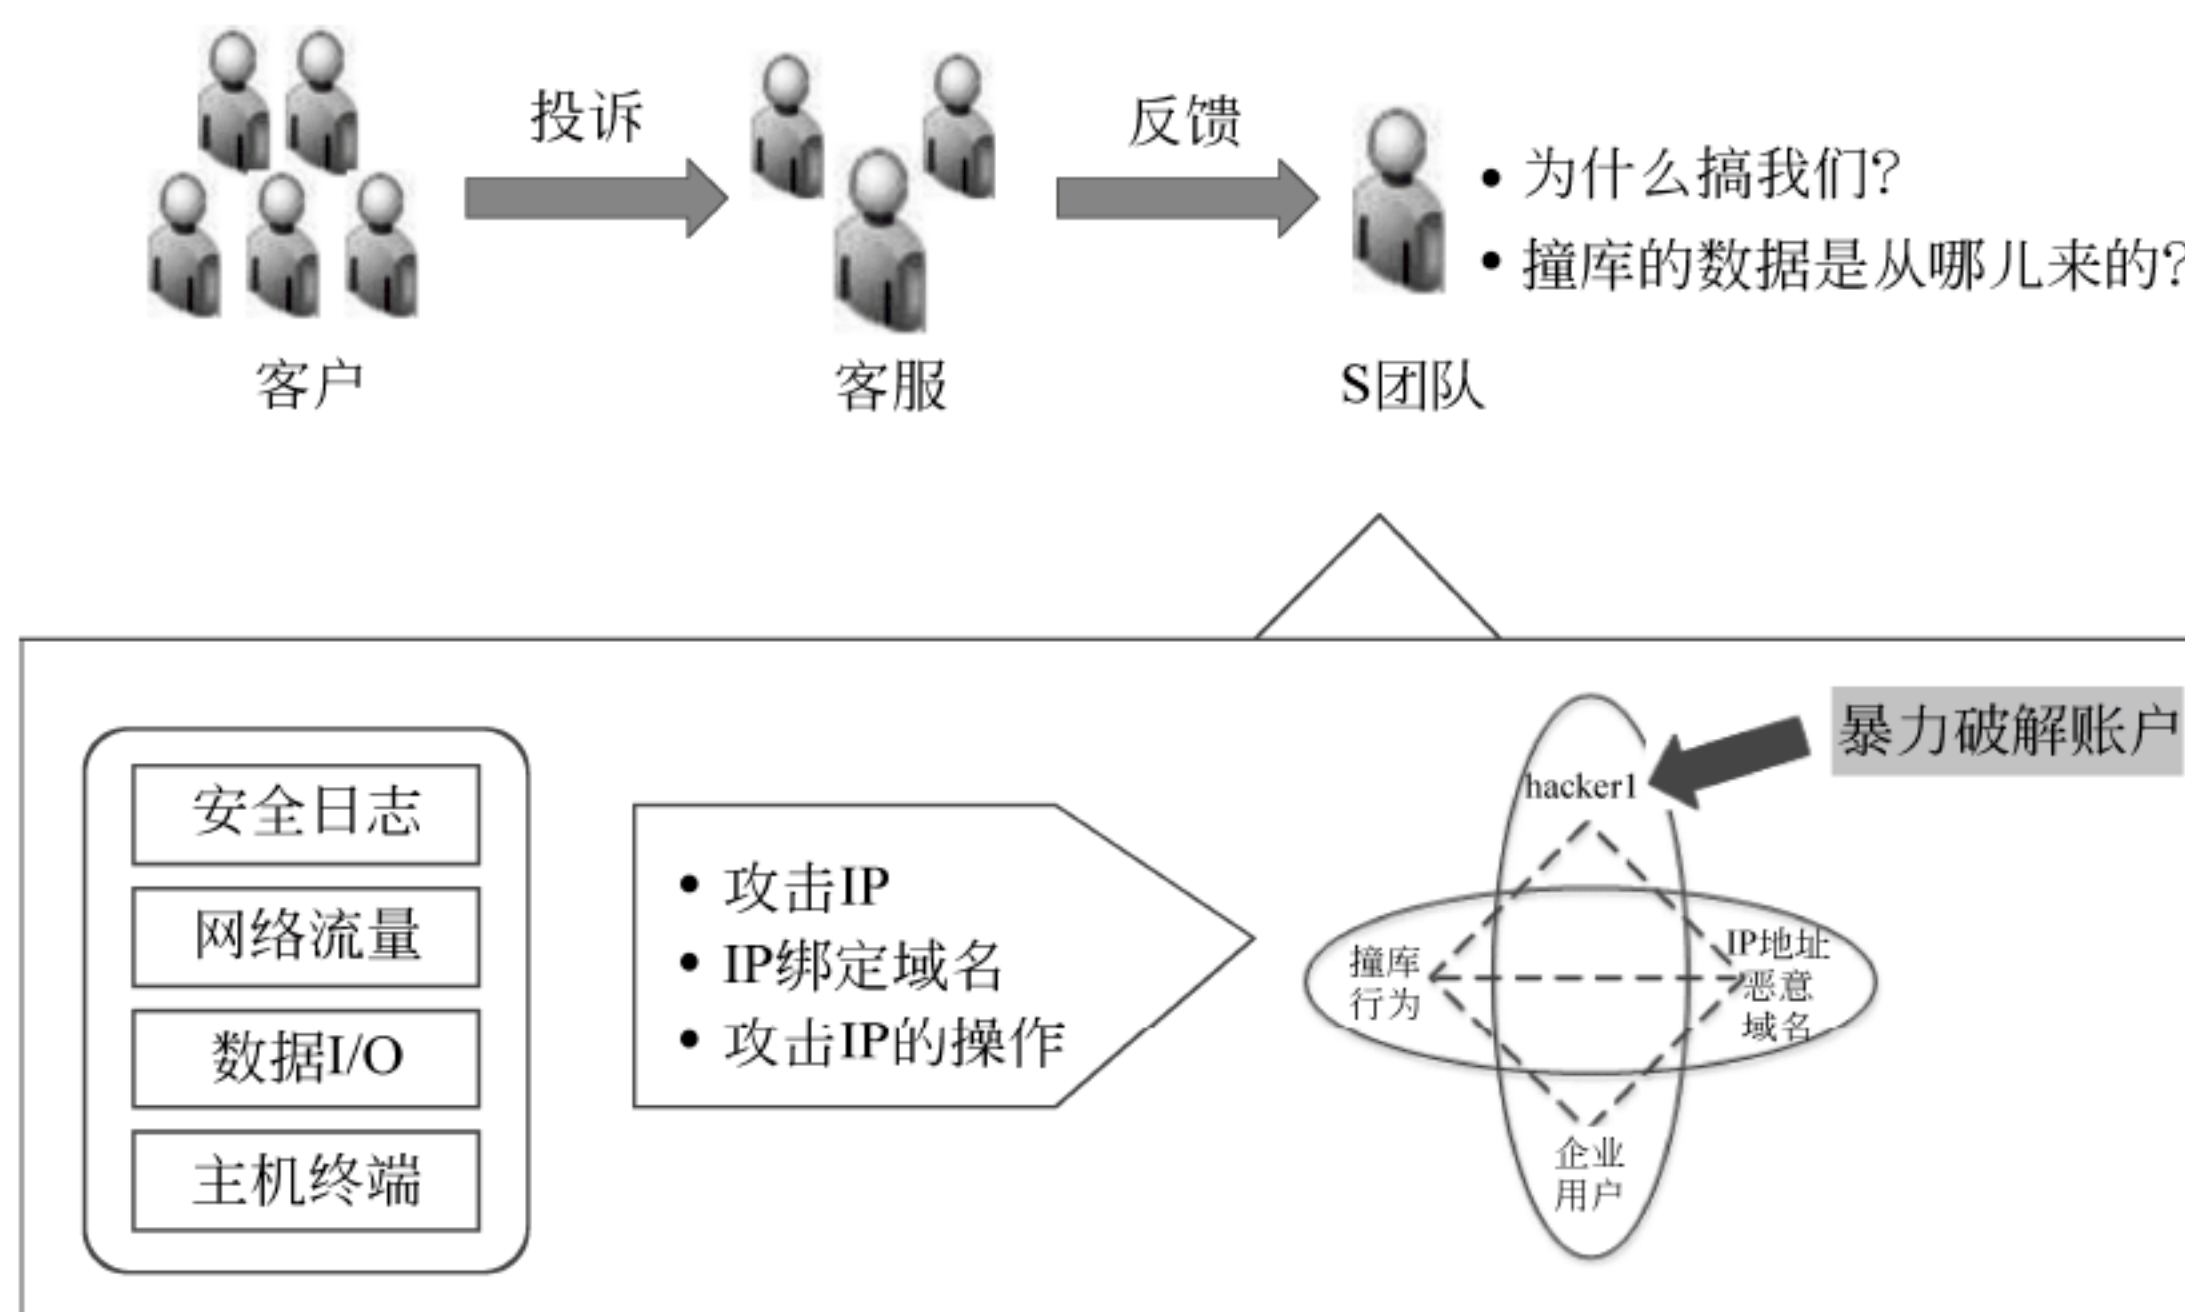 投诉
反馈
• 为什么搞我们?
• 撞库的数据是从哪儿来的?
客户
客服
S团队
安全日志
网络流量
数据I/O
主机终端
• 攻击IP
• IP绑定域名
• 攻击IP的操作
暴力破解账户
hacker1
撞库
行为
IP地址
恶意
域名
企业
用户